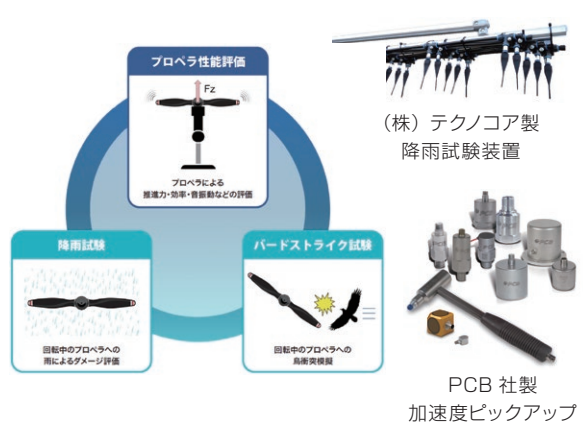 プロペラ性能評価
Fz
プロペラによる
推進力・効率・音振動などの評価
降雨試験
回転中のプロペラへの
雨によるダメージ評価
バードストライク試験
回転中のプロペラへの
鳥衝突模擬
（株）テクノコア製
降雨試験装置
PCB 社製
加速度ピックアップ